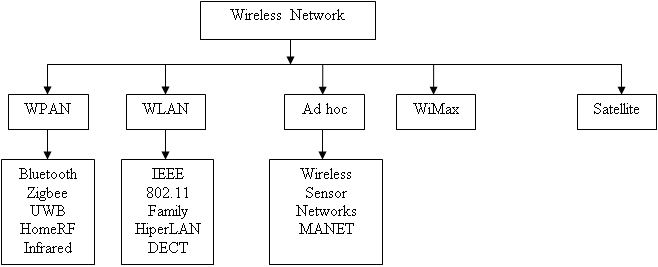 Wireless Network
WPAN
WLAN
Ad hoc
WiMax
Satellite
Bluetooth
Zigbee
UWB
HomeRF
Infrared
IEEE
802.11
Family
HiperLAN
DECT
Wireless
Sensor
Networks
MANET